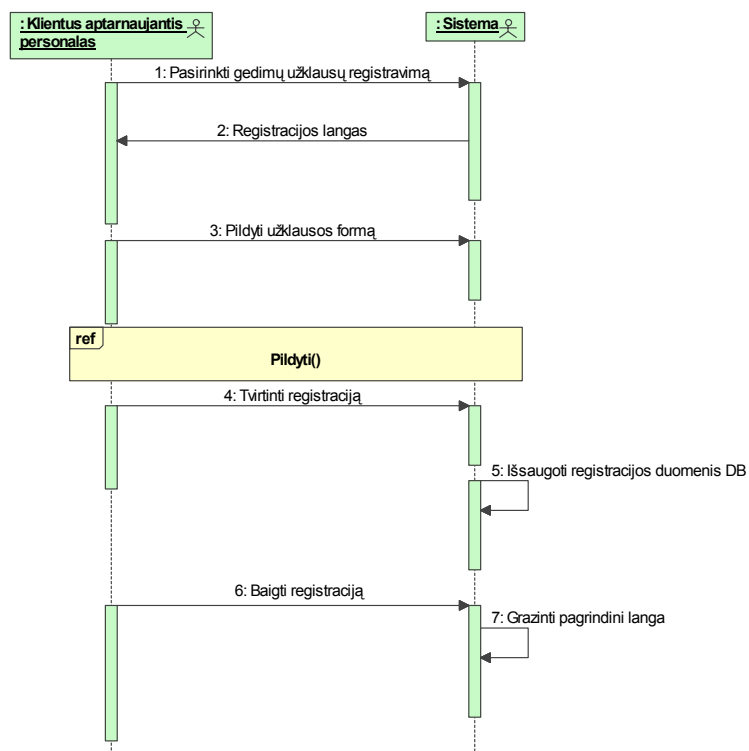 : Klientus aptarnaujantis
personalas
: Sistema
1: Pasirinkti gedimų užklausų registravimą
2: Registracijos langas
3: Pildyti užklausos formą
ref
Pildyti()
4: Tvirtinti registraciją
5: Išsaugoti registracijos duomenis DB
6: Baigti registraciją
7: Grazinti pagrindini langa